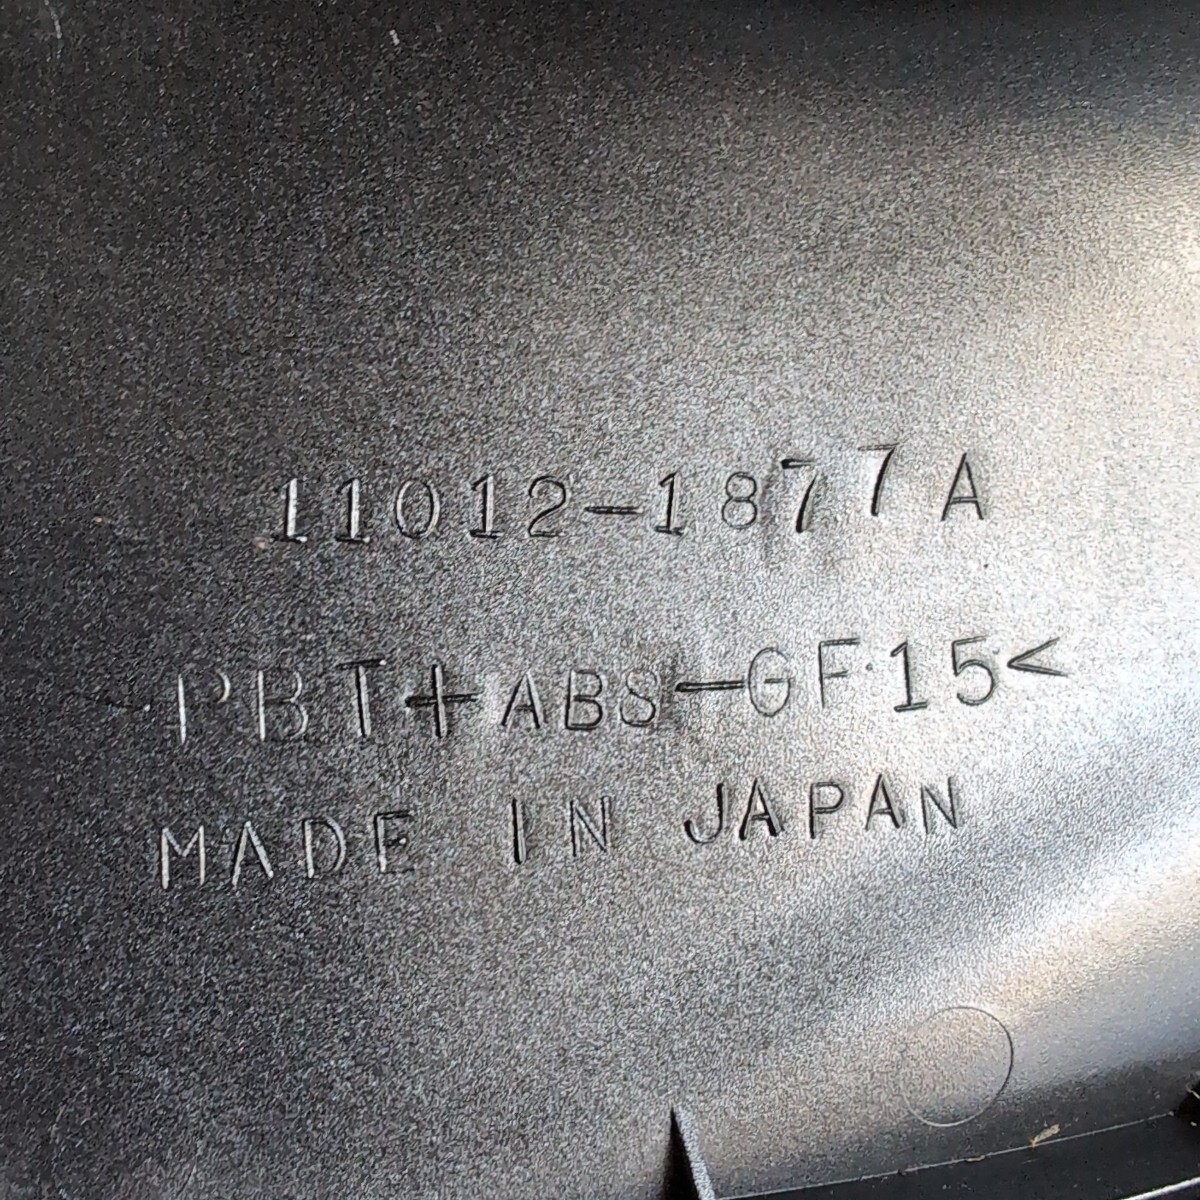 11012-1877A
>PBT+ABS-GF15<
MADE IN JAPAN